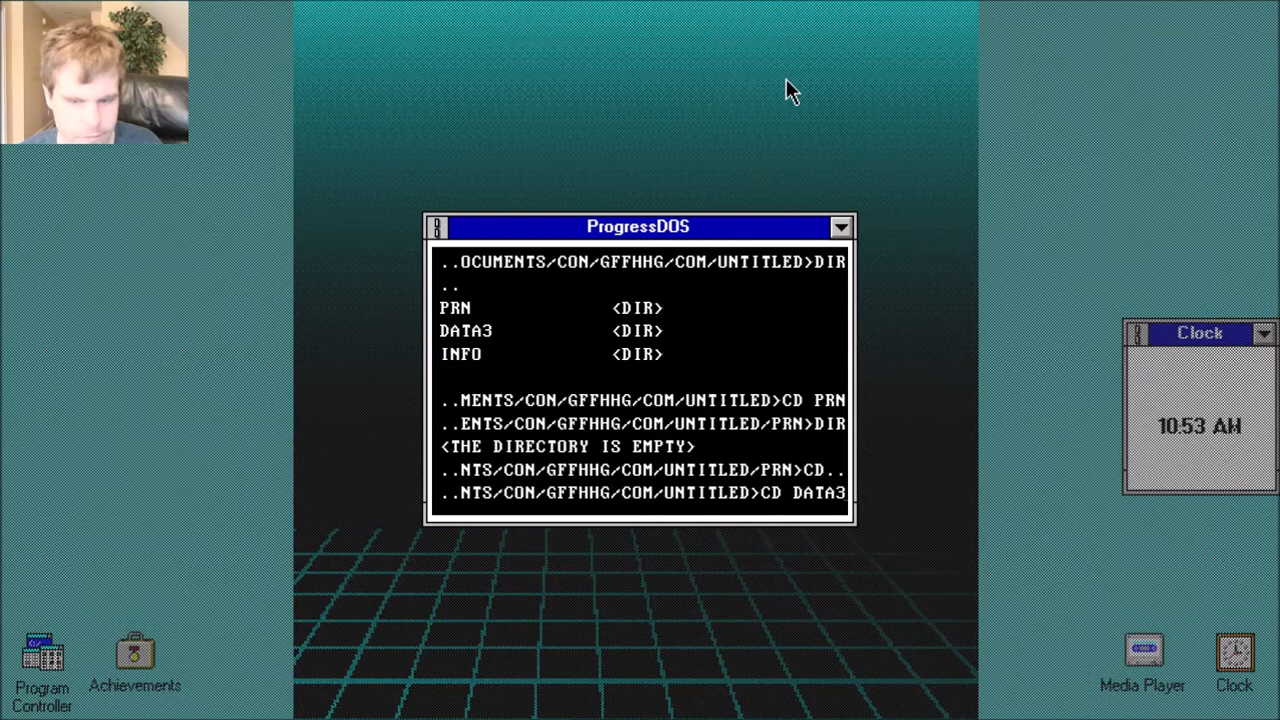 ProgressDOS
..OCUMENTS/CON/GFFHHG/COM/UNTITLED>DIR
..
PRN <DIR>
DATA3 <DIR>
INFO <DIR>
..MENTS/CON/GFFHHG/COM/UNTITLED>CD PRN
..ENTS/CON/GFFHHG/COM/UNTITLED/PRN>DIR
<THE DIRECTORY IS EMPTY>
..NTS/CON/GFFHHG/COM/UNTITLED/PRN>CD..
..NTS/CON/GFFHHG/COM/UNTITLED>CD DATA3
Clock
10:53 AM
Program
Controller
Achievements
Media Player
Clock